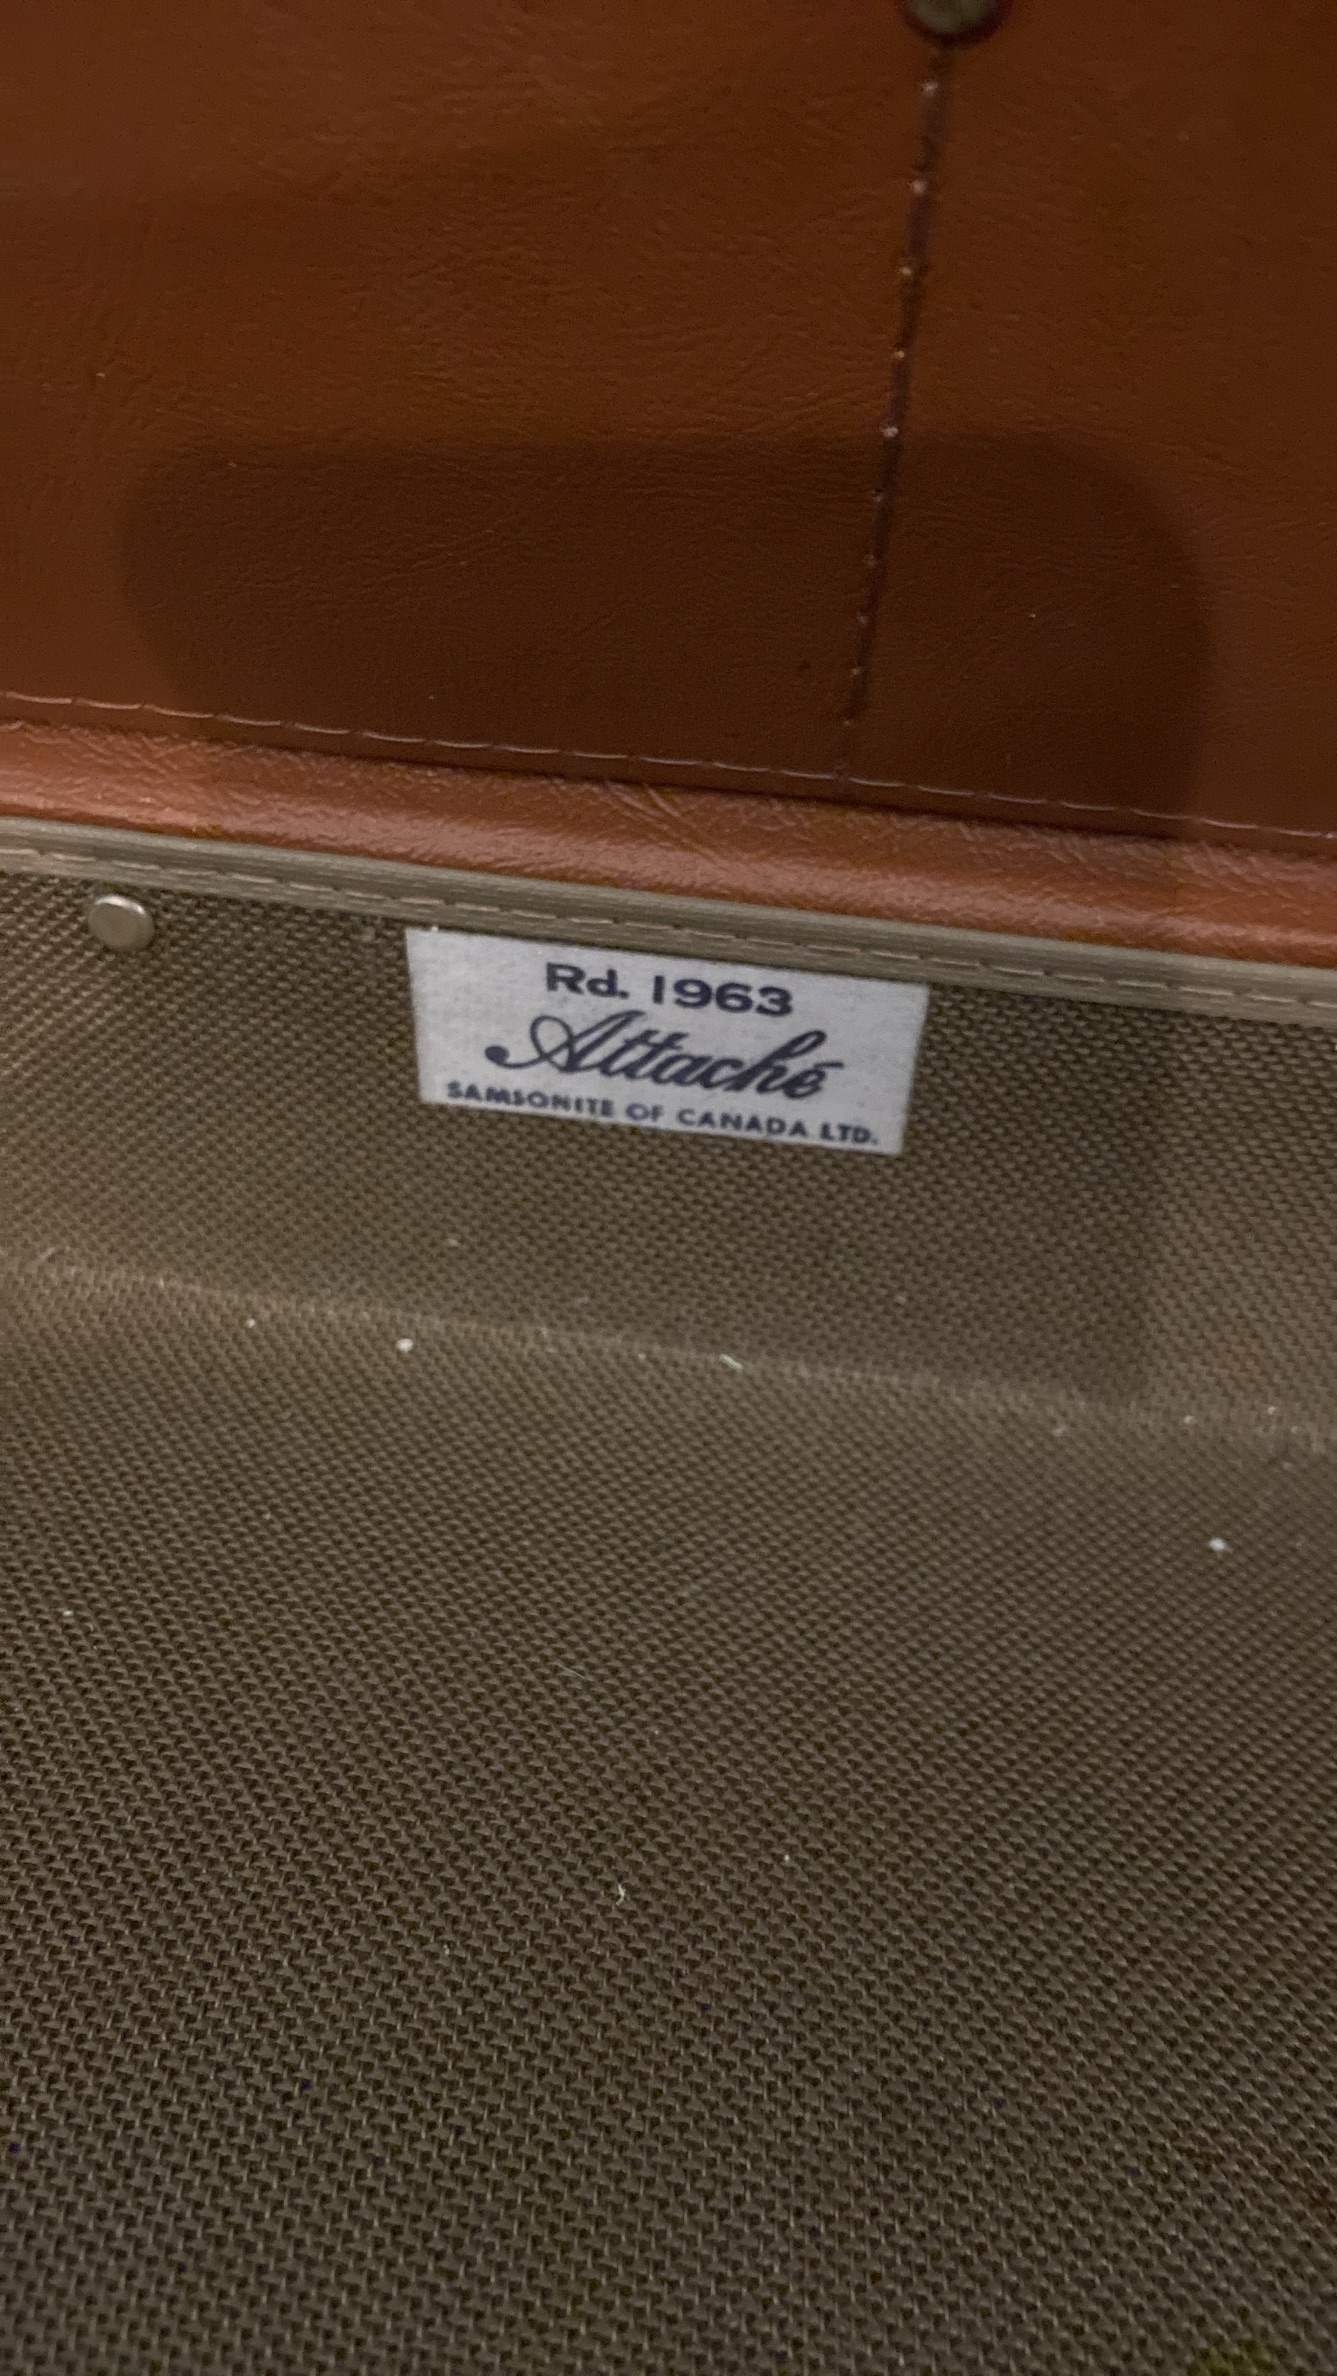 Rd. 1963
Attaché
SAMSONITE OF CANADA LTD.